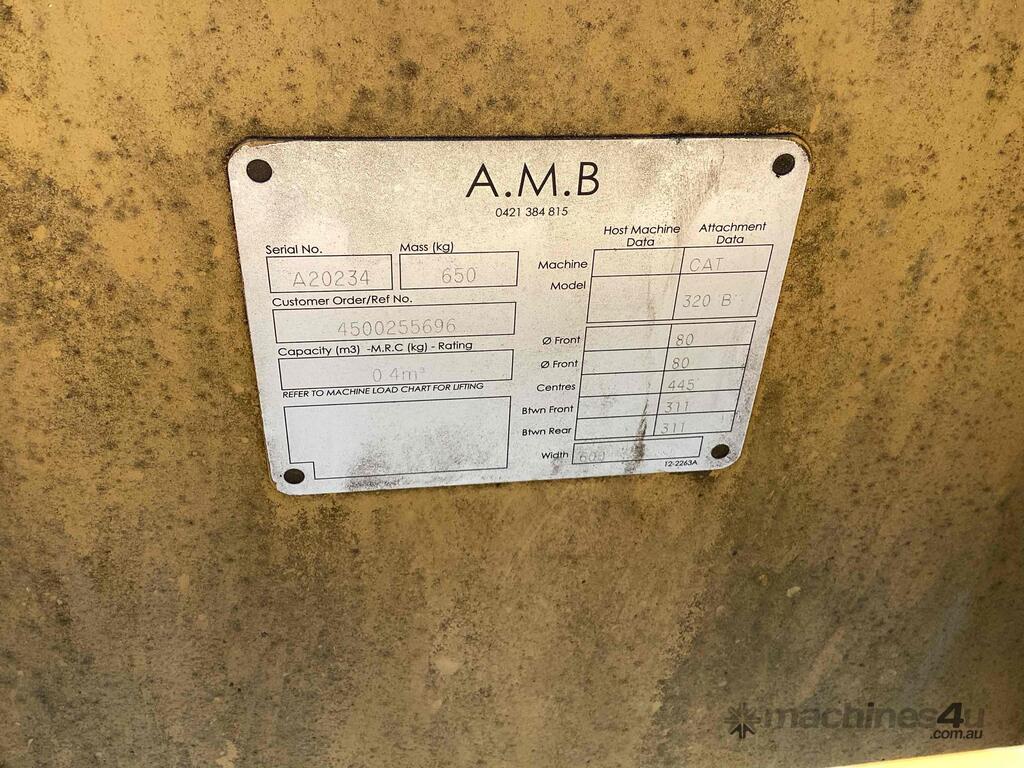 A.M.B
0421 384 815
Serial No.
A20234
Mass (kg)
650
Customer Order/Ref No.
4500255696
Capacity (m3) -M.R.C (kg) - Rating
0.4m³
REFER TO MACHINE LOAD CHART FOR LIFTING
Host Machine Data
Attachment Data
Machine CAT
Model 320 B
Ø Front 80
Ø Front 80
Centres 445
Btwn Front 311
Btwn Rear 311
Width 600
12-2263A
machines4u
.com.au